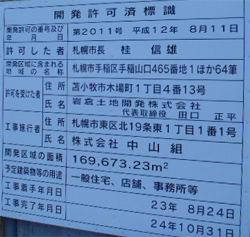 開発許可済標識
開発許可の番号 年月日 第2011号 平成12年8月11日
許可した者 札幌市長 桂 信雄
開発区域に含まれる地域の名称 札幌市手稲区手稲山口465番地1ほか64筆
許可を受けた者 住所 苫小牧市木場町1丁目4番13号
氏名 岩倉土地開発株式会社
代表取締役 田口 正平
工事施行者 住所 札幌市東区北19条東1丁目1番1号
氏名 株式会社 中山組
開発区域の面積 169,673.23m²
予定建築物等の用途 一般住宅、店舗、事務所等
工事着手年月日 23年 8月24日
工事完了年月日 24年10月31日